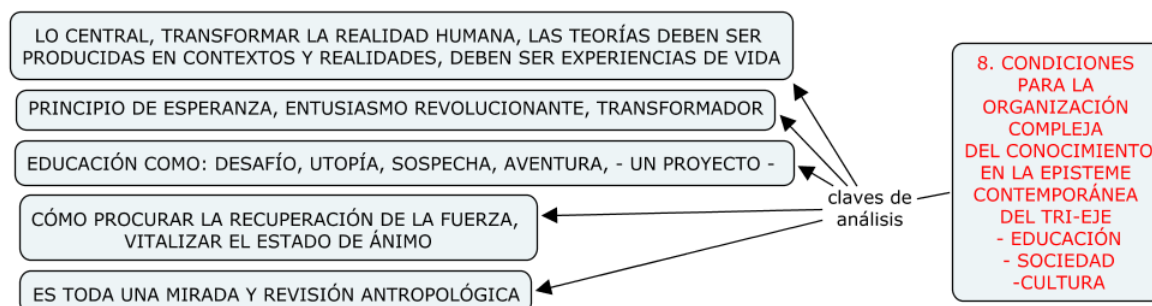 LO CENTRAL, TRANSFORMAR LA REALIDAD HUMANA, LAS TEORÍAS DEBEN SER
PRODUCIDAS EN CONTEXTOS Y REALIDADES, DEBEN SER EXPERIENCIAS DE VIDA
PRINCIPIO DE ESPERANZA, ENTUSIASMO REVOLUCIONANTE, TRANSFORMADOR
EDUCACIÓN COMO: DESAFÍO, UTOPÍA, SOSPECHA, AVENTURA, - UN PROYECTO -
CÓMO PROCURAR LA RECUPERACIÓN DE LA FUERZA,
VITALIZAR EL ESTADO DE ÁNIMO
ES TODA UNA MIRADA Y REVISIÓN ANTROPOLÓGICA
claves de
análisis
8. CONDICIONES
PARA LA
ORGANIZACIÓN
COMPLEJA
DEL CONOCIMIENTO
EN LA EPISTEME
CONTEMPORÁNEA
DEL TRI-EJE
- EDUCACIÓN
- SOCIEDAD
-CULTURA